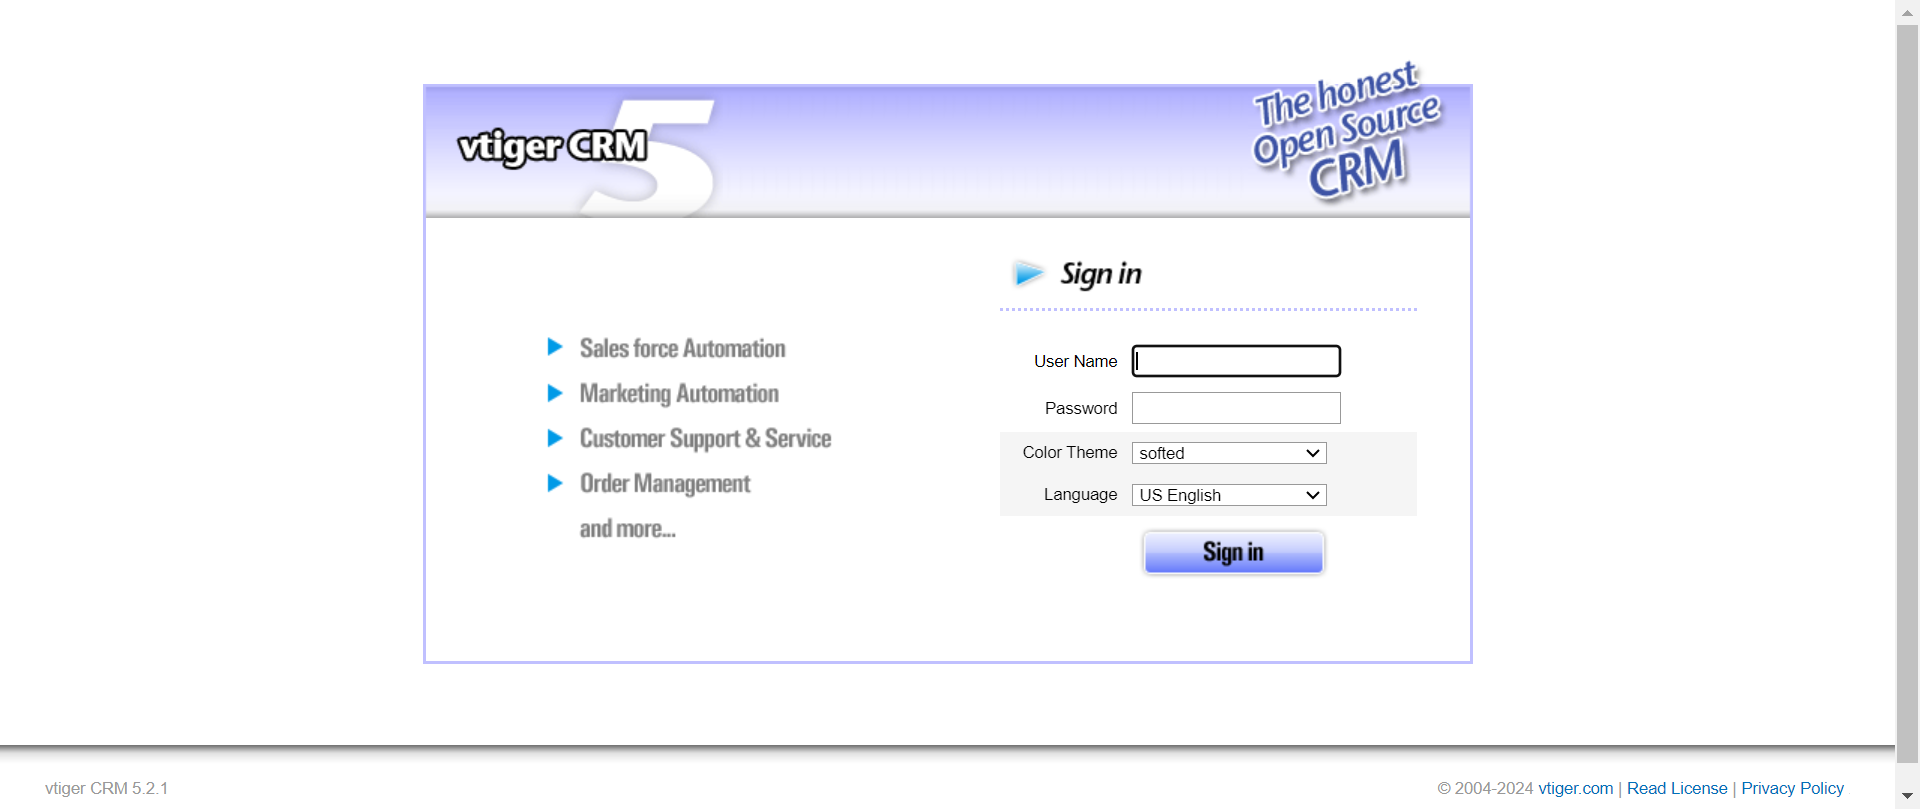 vtiger CRM 5
The honest
Open Source
CRM
Sign in
Sales force Automation
Marketing Automation
Customer Support & Service
Order Management
and more...
User Name
Password
Color Theme softed
Language US English
Sign in
vtiger CRM 5.2.1
© 2004-2024 vtiger.com | Read License | Privacy Policy